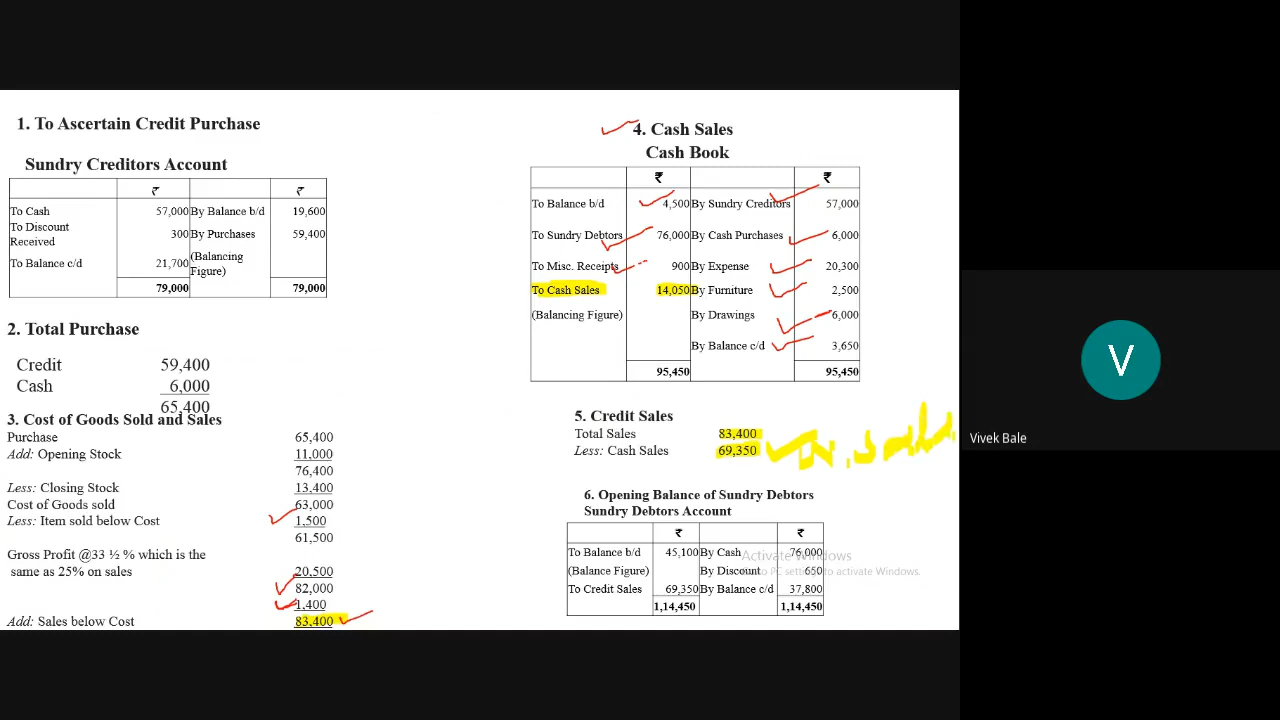 1. To Ascertain Credit Purchase
Sundry Creditors Account
₹ ₹
To Cash 57,000 By Balance b/d 19,600
To Discount Received 300 By Purchases 59,400
To Balance c/d 21,700 (Balancing Figure)
79,000 79,000
2. Total Purchase
Credit 59,400
Cash 6,000
65,400
3. Cost of Goods Sold and Sales
Purchase 65,400
Add: Opening Stock 11,000
76,400
Less: Closing Stock 13,400
Cost of Goods sold 63,000
Less: Item sold below Cost 1,500
61,500
Gross Profit @33 ½ % which is the
same as 25% on sales 20,500
82,000
1,400
Add: Sales below Cost 83,400
4. Cash Sales
Cash Book
₹ ₹
To Balance b/d 4,500 By Sundry Creditors 57,000
To Sundry Debtors 76,000 By Cash Purchases 6,000
To Misc. Receipts 900 By Expense 20,300
To Cash Sales 14,050 By Furniture 2,500
(Balancing Figure) By Drawings 6,000
By Balance c/d 3,650
95,450 95,450
5. Credit Sales
Total Sales 83,400
Less: Cash Sales 69,350
6. Opening Balance of Sundry Debtors
Sundry Debtors Account
₹ ₹
To Balance b/d 45,100 By Cash 76,000
(Balance Figure) By Discount 650
To Credit Sales 69,350 By Balance c/d 37,800
1,14,450 1,14,450
Activate Windows
to activate Windows.
V
Vivek Bale